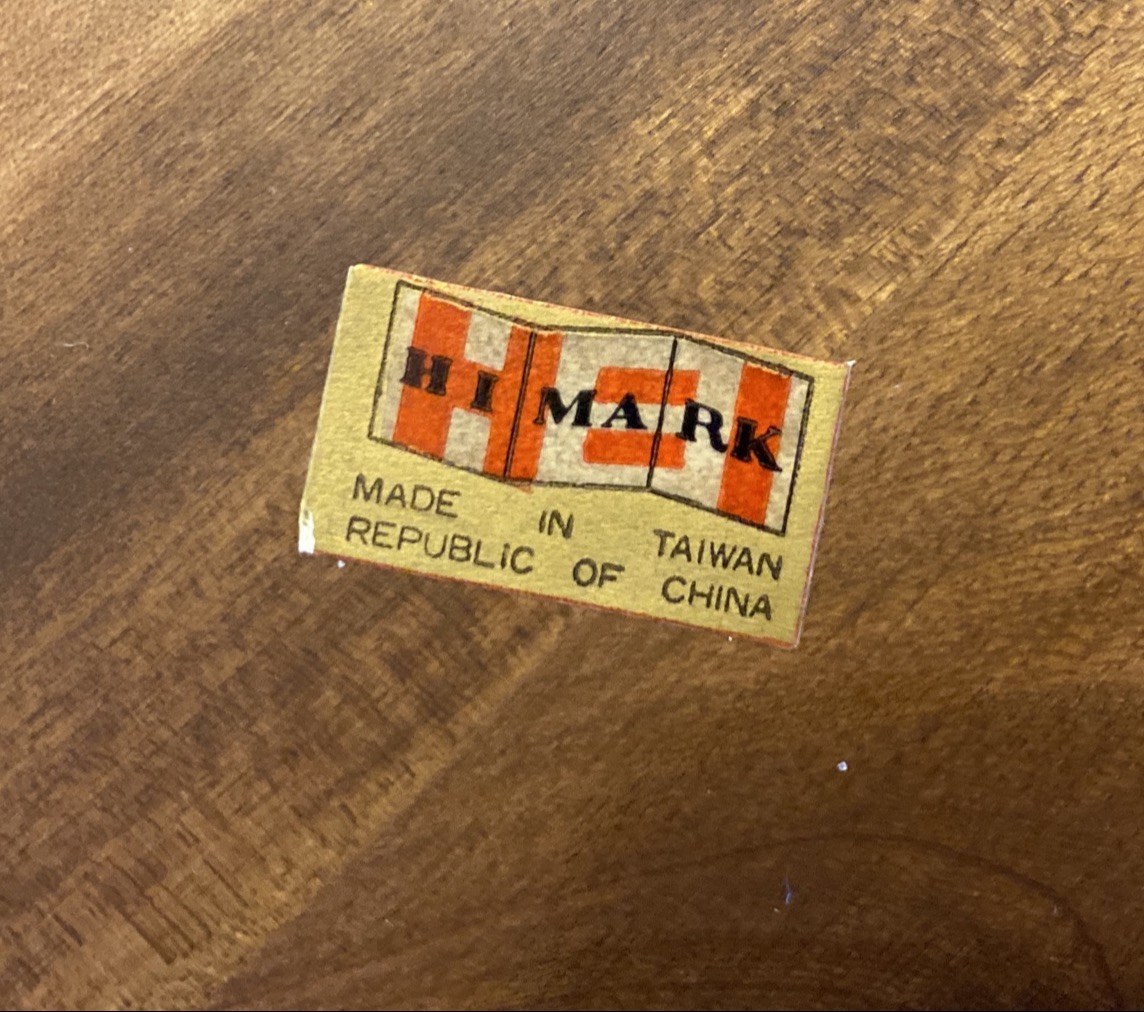 HI MARK
MADE IN TAIWAN
REPUBLIC OF CHINA